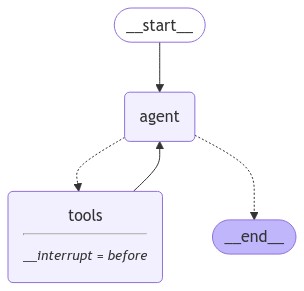 __start__
agent
tools
__interrupt = before
__end__